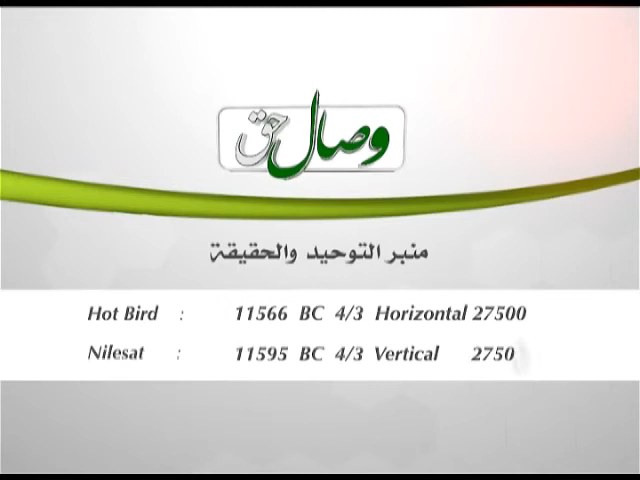 وصال حق
منبر التوحيد والحقيقة
Hot Bird : 11566 BC 4/3 Horizontal 27500
Nilesat : 11595 BC 4/3 Vertical 2750